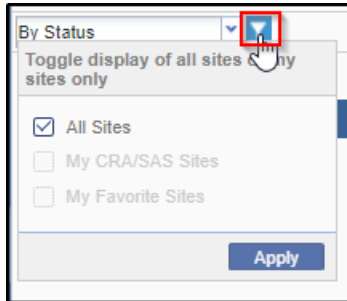 By Status
Toggle display of all sites my
sites only
All Sites
My CRA/SAS Sites
My Favorite Sites
Apply